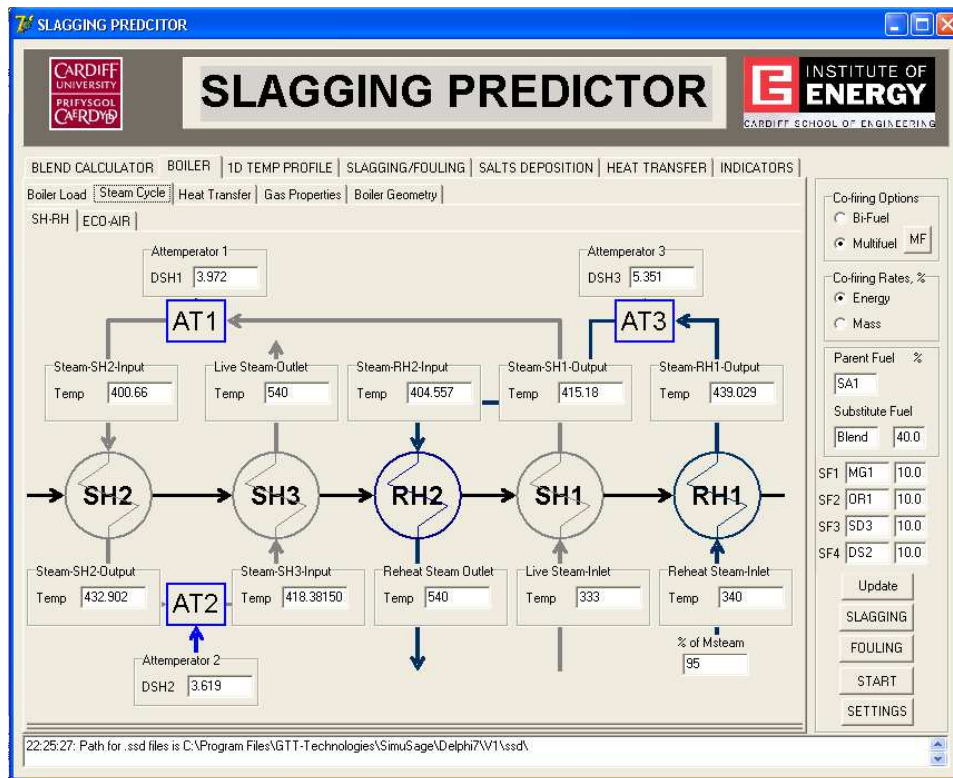 SLAGGING PREDCITOR
CARDIFF
UNIVERSITY
PRIFYSGOL
CAERDYDD
SLAGGING PREDICTOR
INSTITUTE OF
ENERGY
CARDIFF SCHOOL OF ENGINEERING
BLEND CALCULATOR BOILER 1D TEMP PROFILE SLAGGING/FOULING SALTS DEPOSITION HEAT TRANSFER INDICATORS
Boiler Load Steam Cycle Heat Transfer Gas Properties Boiler Geometry
SH-RH ECO-AIR
Attemperator 1
DSH1 3.972
Attemperator 3
DSH3 5.351
AT1
AT3
Steam-SH2-Input
Temp 400.66
Live Steam-Outlet
Temp 540
Steam-RH2-Input
Temp 404.557
Steam-SH1-Output
Temp 415.18
Steam-RH1-Output
Temp 439.029
SH2 SH3 RH2 SH1 RH1
Steam-SH2-Output
Temp 432.902
AT2
Steam-SH3-Input
Temp 418.38150
Reheat Steam Outlet
Temp 540
Live Steam-Inlet
Temp 333
Reheat Steam-Inlet
Temp 340
% of Msteam
95
Attemperator 2
DSH2 3.619
Co-firing Options
Bi-Fuel
Multifuel MF
Co-firing Rates, %
Energy
Mass
Parent Fuel %
SA1
Substitute Fuel
Blend 40.0
SF1 MG1 10.0
SF2 OR1 10.0
SF3 SD3 10.0
SF4 DS2 10.0
Update
SLAGGING
FOULING
START
SETTINGS
22:25:27: Path for .ssd files is C:\Program Files\GTT-Technologies\SimuSage\Delphi7\V1\ssd\